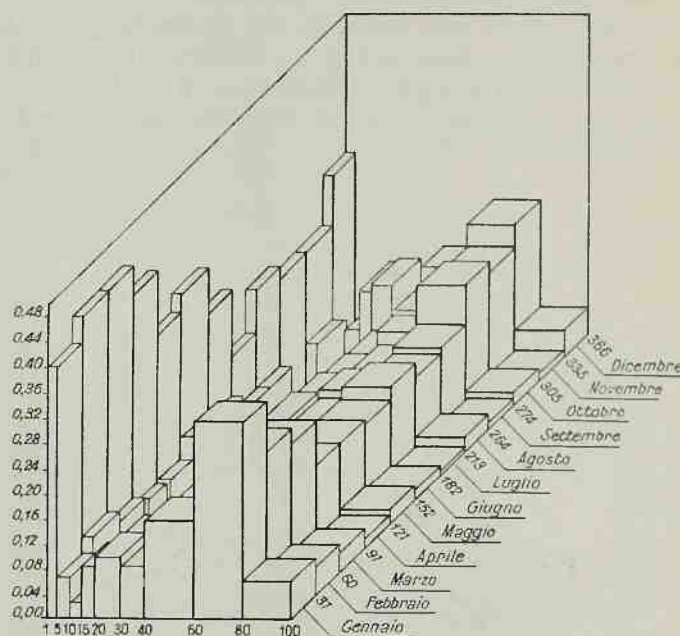 0,48
0,44
0,40
0,36
0,32
0,28
0,24
0,20
0,16
0,12
0,08
0,04
0,00
1 5 10 15 20 30 40 60 80 100
31 Gennaio
60 Febbraio
91 Marzo
121 Aprile
152 Maggio
182 Giugno
213 Luglio
264 Agosto
274 Settembre
305 Ottobro
335 Novembre
366 Dicembre